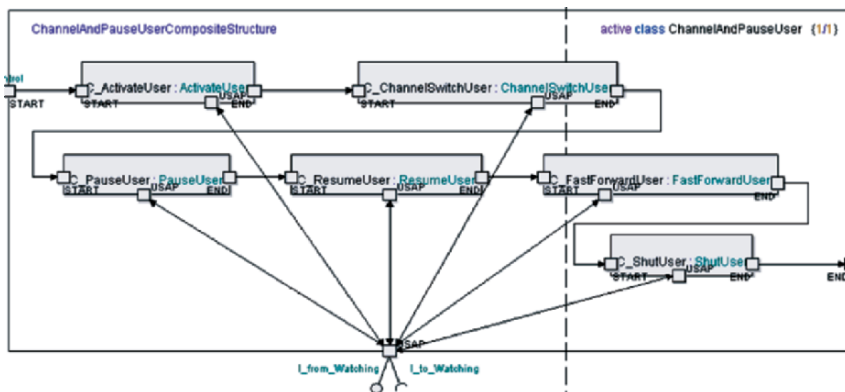 ChannelAndPauseUserCompositeStructure
active class ChannelAndPauseUser {1/1}
START
C_ActivateUser : ActivateUser
START
USAP
END
C_ChannelSwitchUser : ChannelSwitchUse
START
USAP
END
C_PauseUser : PauseUser
START
USAP
END
C_ResumeUser : ResumeUser
START
USAP
END
C_FastForwardUser : FastForwardUser
START
USAP
END
C_ShutUser : ShutUser
START
USAP
END
END
USAP
I_from_Watching
I_to_Watching